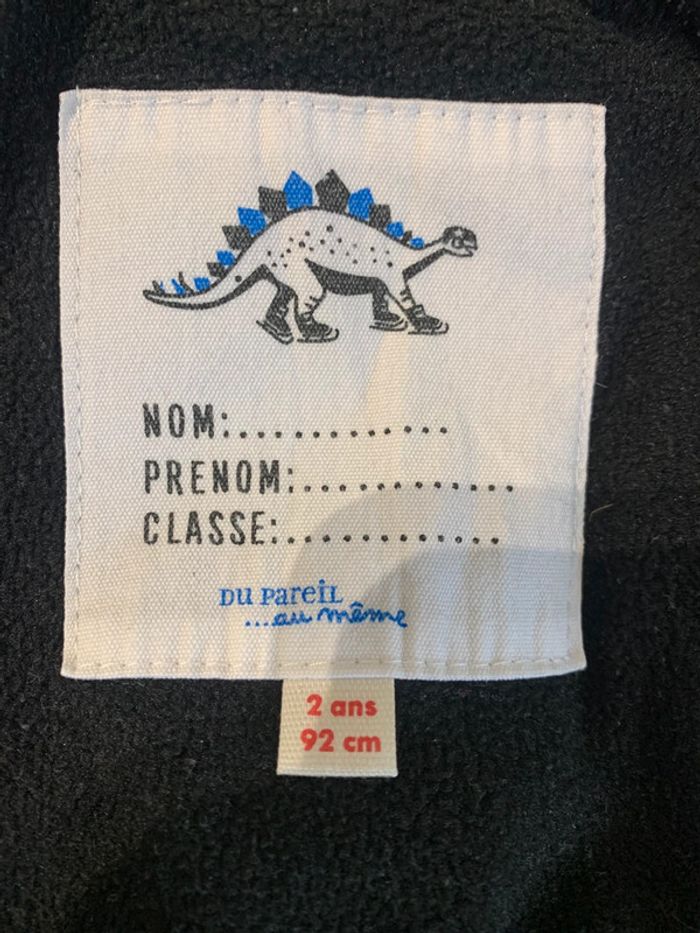 NOM:.............
PRENOM:.............
CLASSE:.............
DU PAREIL
...au même
2 ans
92 cm